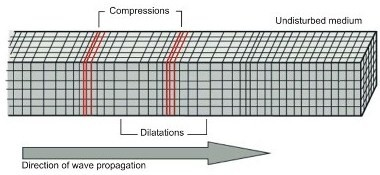 Compressions
Undisturbed medium
Dilatations
Direction of wave propagation